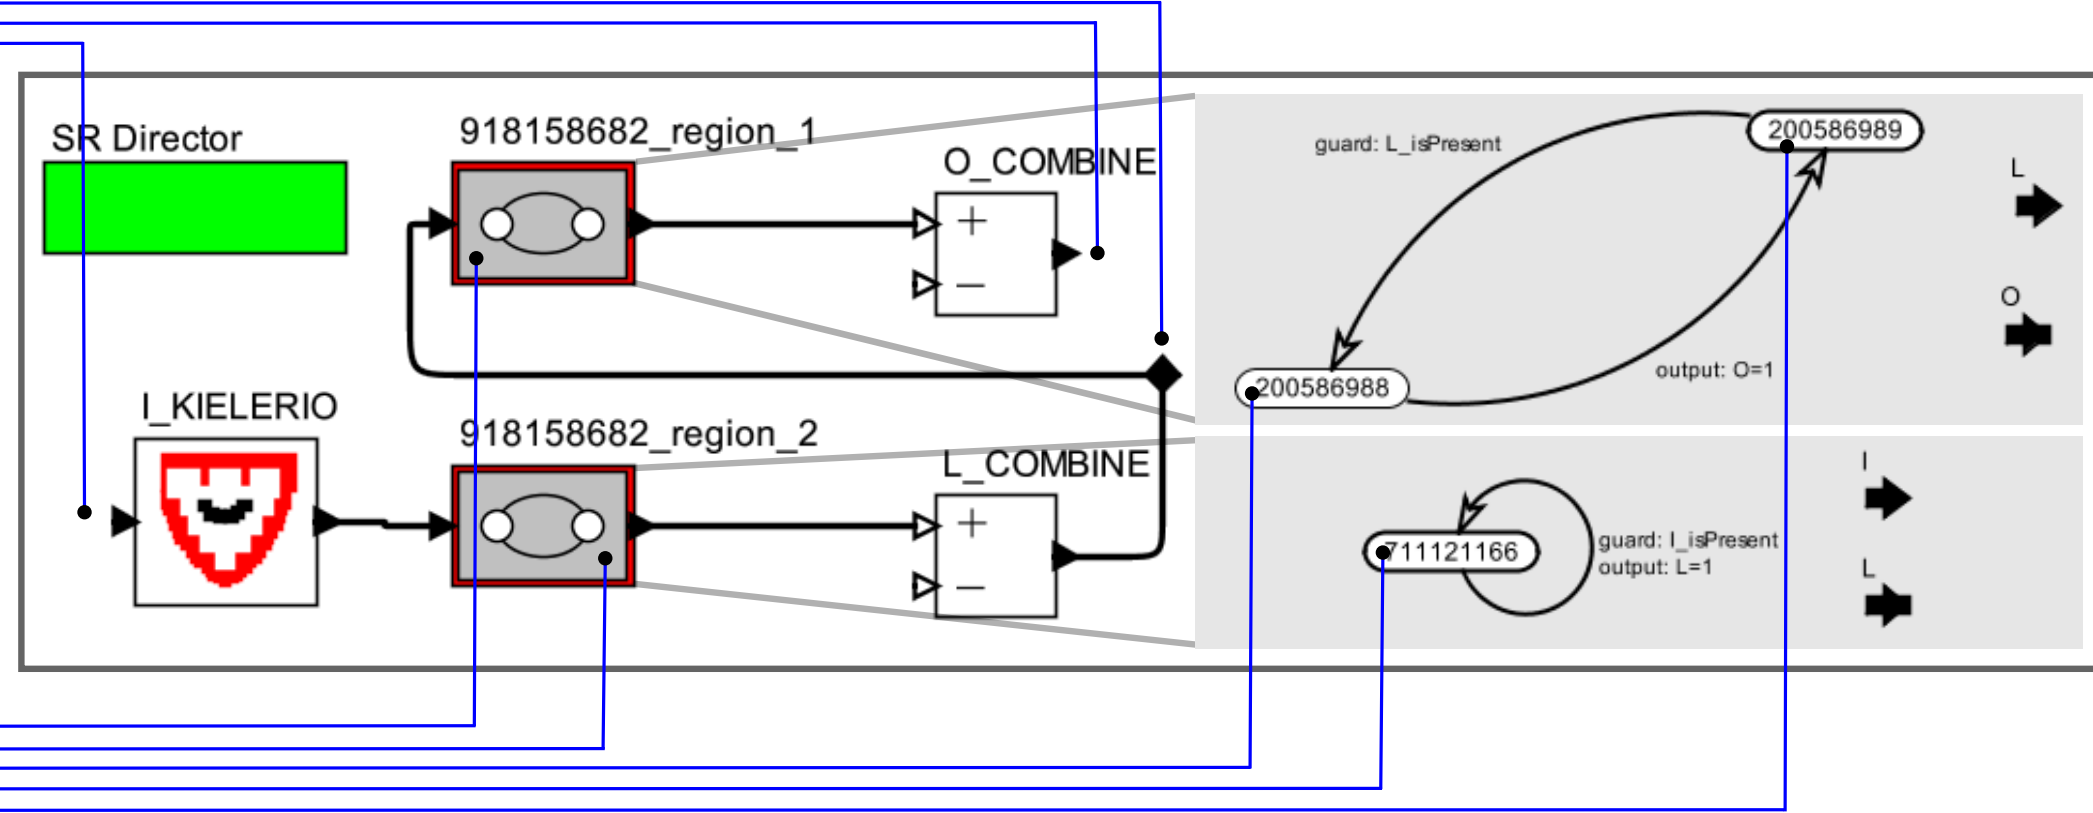 SR Director
918158682_region_1
O_COMBINE
+
−
I_KIELERIO
918158682_region_2
L_COMBINE
+
−
guard: L_isPresent
200586989
L
O
output: O=1
200586988
I
711121166
guard: I_isPresent
output: L=1
L